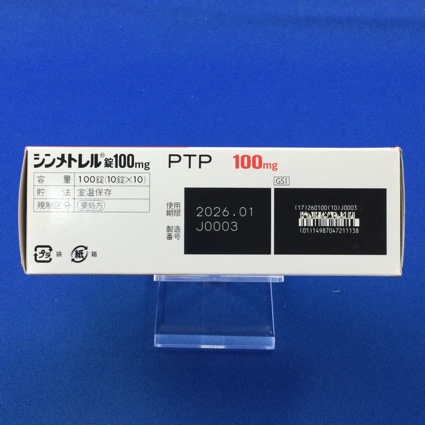 シンメトレル®錠100mg PTP 100mg
容量 100錠(10錠×10)
貯法 室温保存
規制区分 要処方
プラ 袋 紙 箱
使用期限 2026.01
製造番号 J0003
GS1
(17)260100(10)J0003
(01)14987047211138